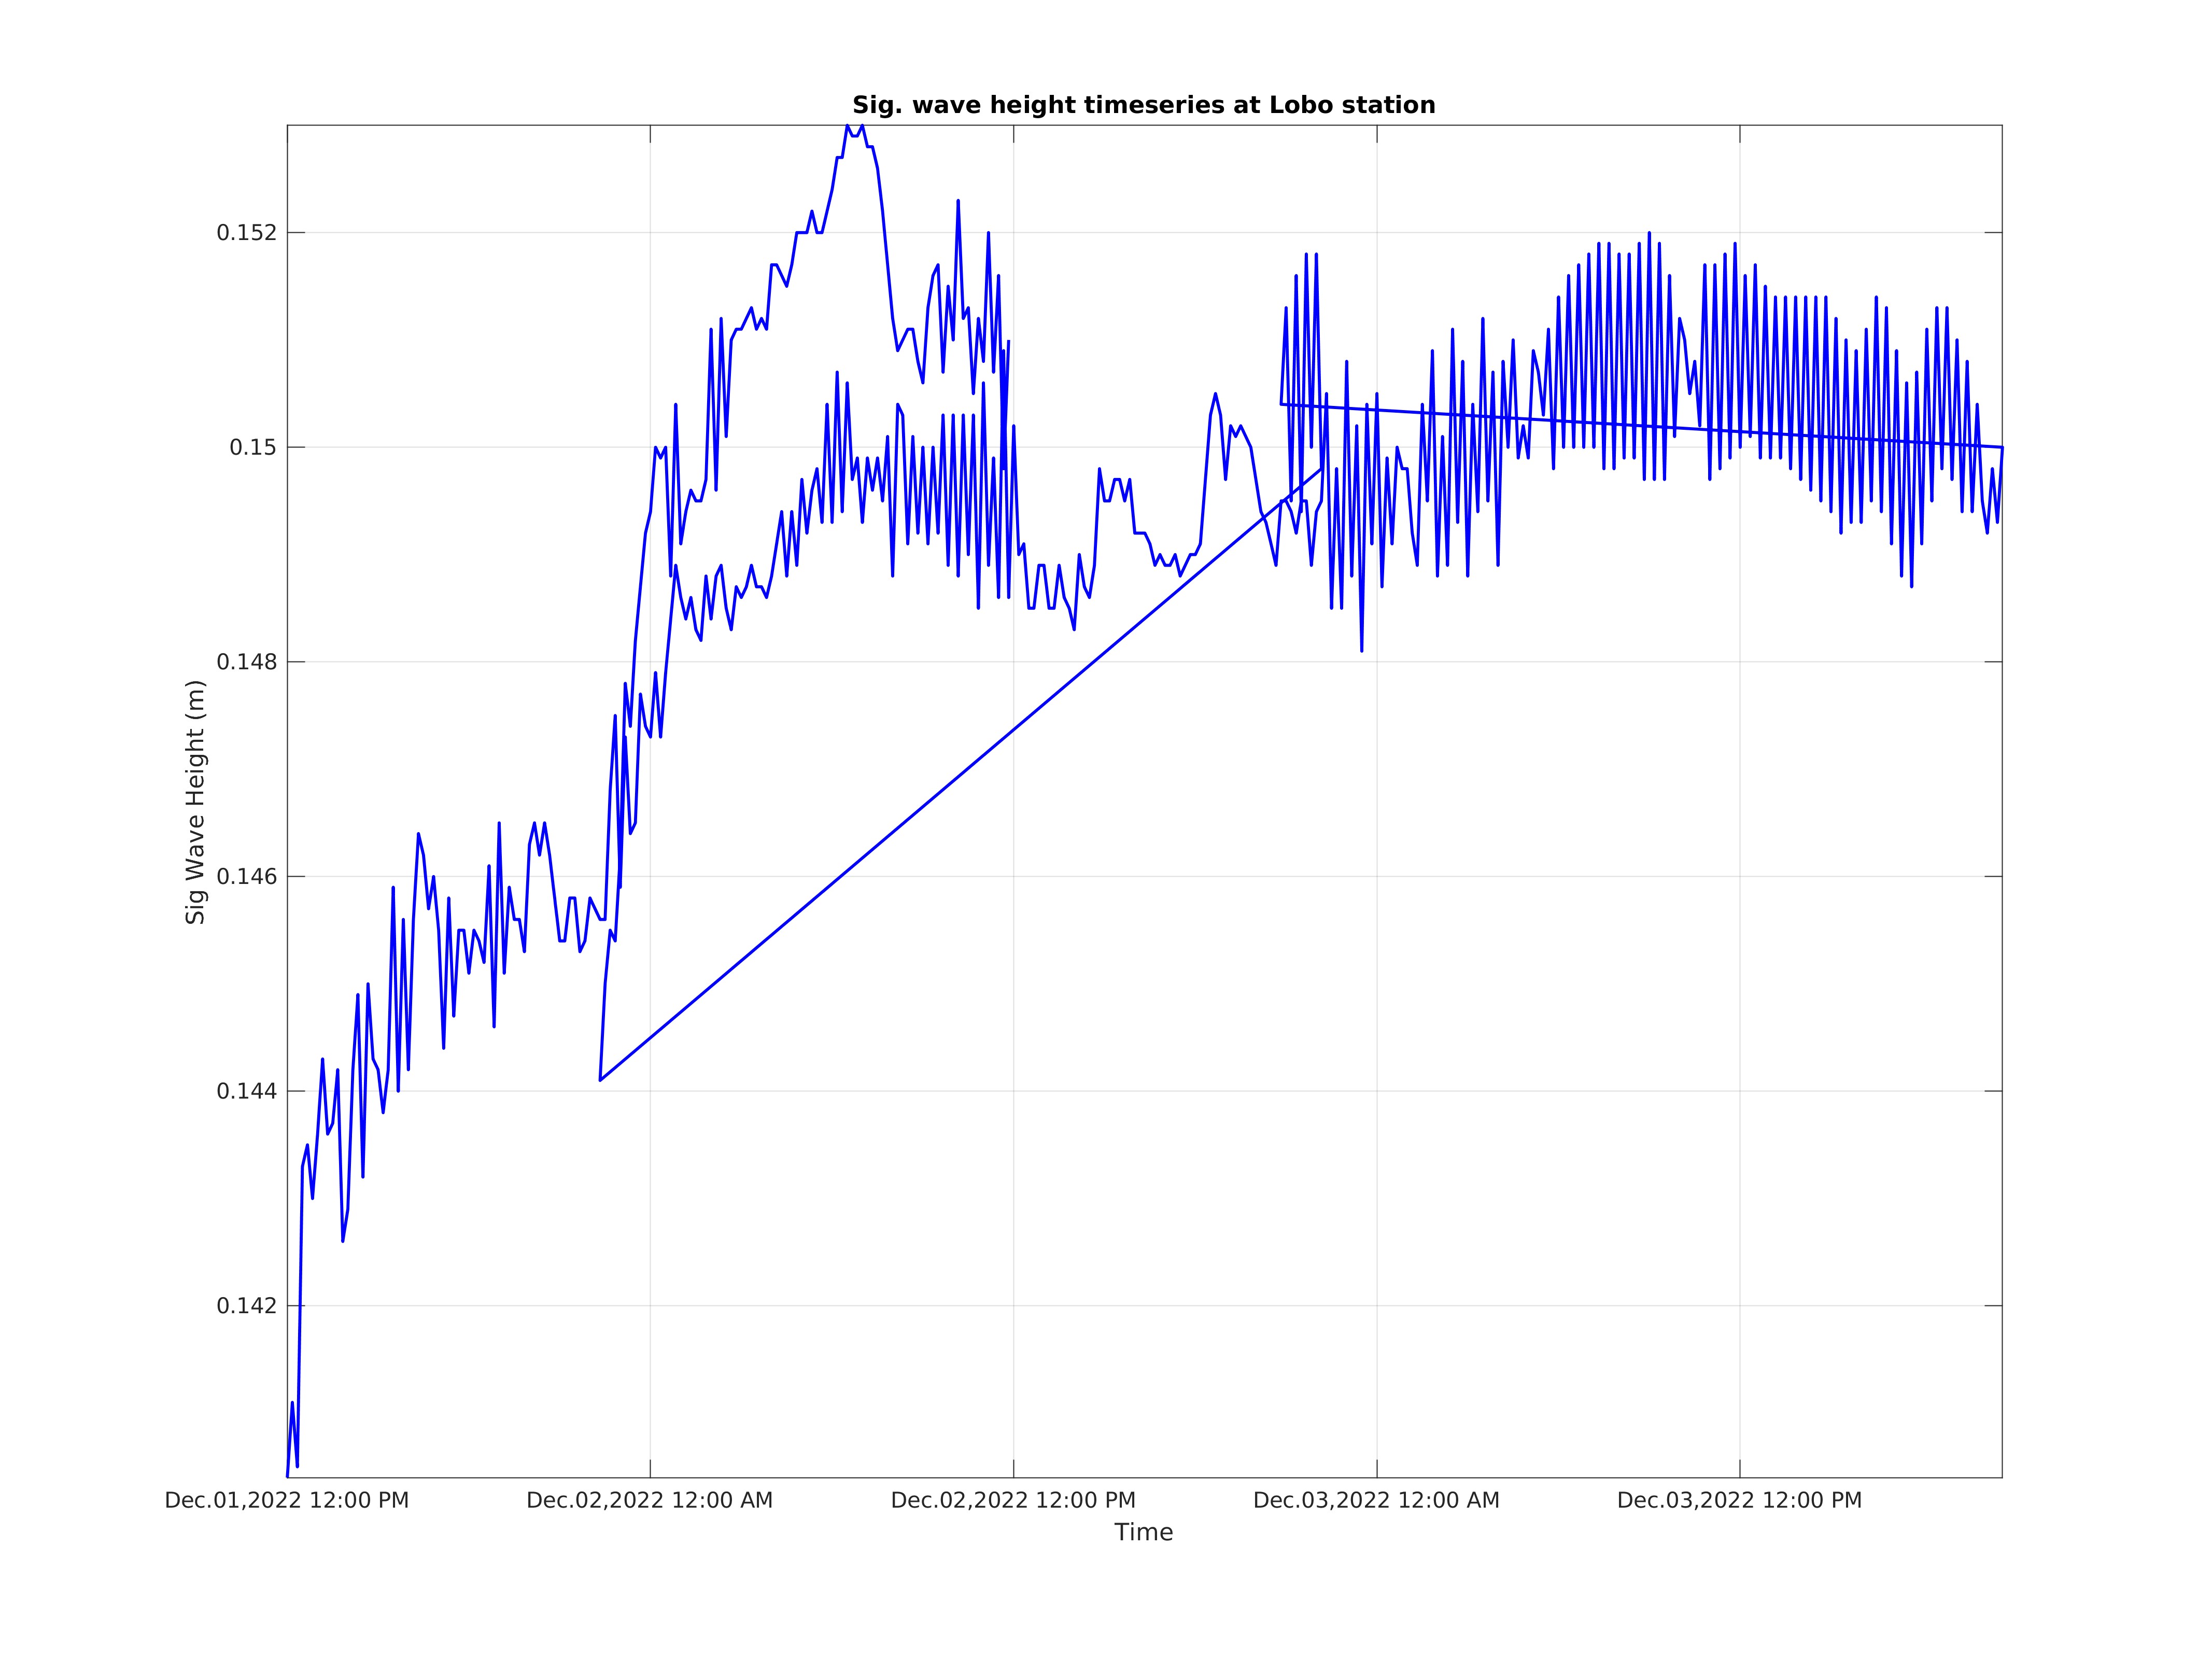 Sig. wave height timeseries at Lobo station
Sig Wave Height (m)
0.152
0.15
0.148
0.146
0.144
0.142
Dec.01,2022 12:00 PM
Dec.02,2022 12:00 AM
Dec.02,2022 12:00 PM
Dec.03,2022 12:00 AM
Dec.03,2022 12:00 PM
Time